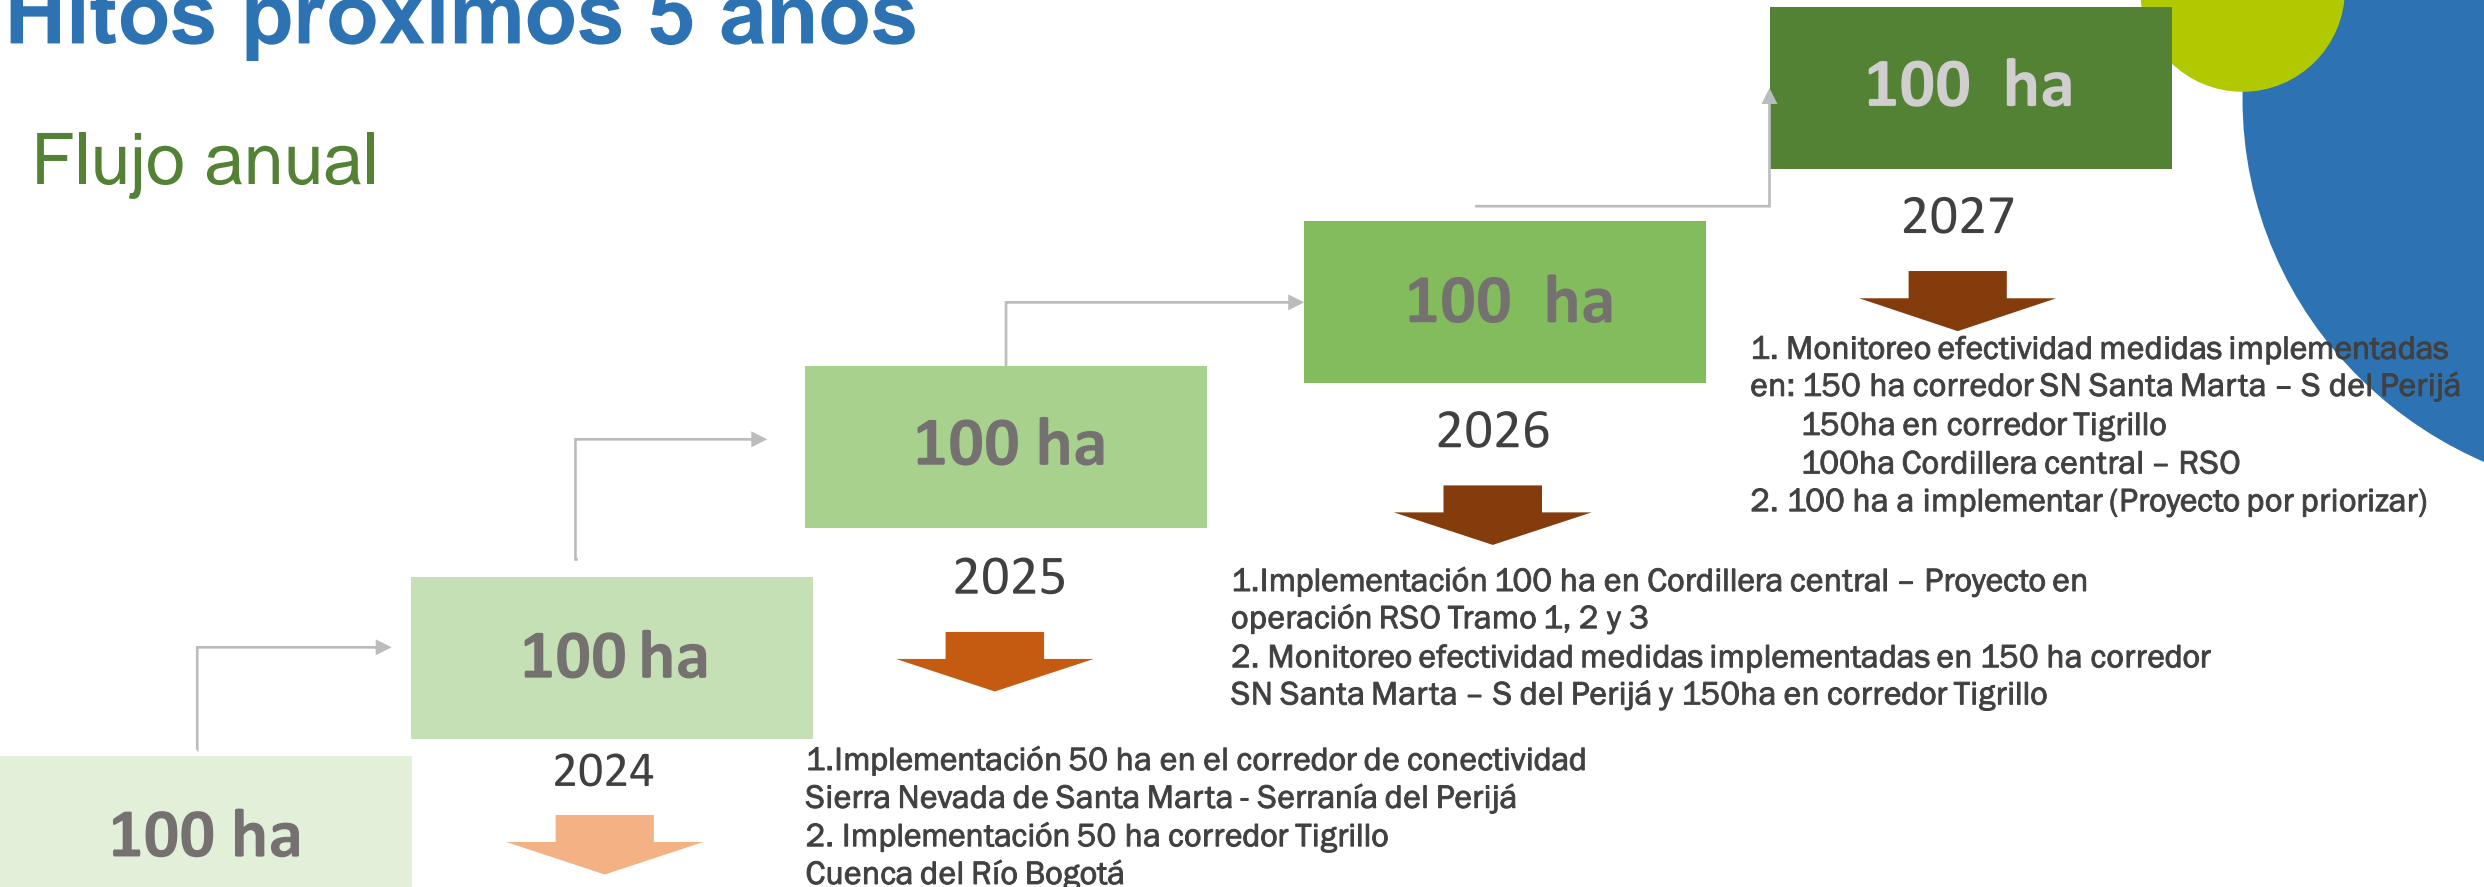 Hitos próximos 5 años
Flujo anual
100 ha
2027
1. Monitoreo efectividad medidas implementadas
en: 150 ha corredor SN Santa Marta – S del Perijá
150ha en corredor Tigrillo
100ha Cordillera central – RSO
2. 100 ha a implementar (Proyecto por priorizar)
100 ha
2026
1.Implementación 100 ha en Cordillera central – Proyecto en
operación RSO Tramo 1, 2 y 3
2. Monitoreo efectividad medidas implementadas en 150 ha corredor
SN Santa Marta – S del Perijá y 150ha en corredor Tigrillo
100 ha
2025
1.Implementación 50 ha en el corredor de conectividad
Sierra Nevada de Santa Marta - Serranía del Perijá
2. Implementación 50 ha corredor Tigrillo
Cuenca del Río Bogotá
100 ha
2024
100 ha